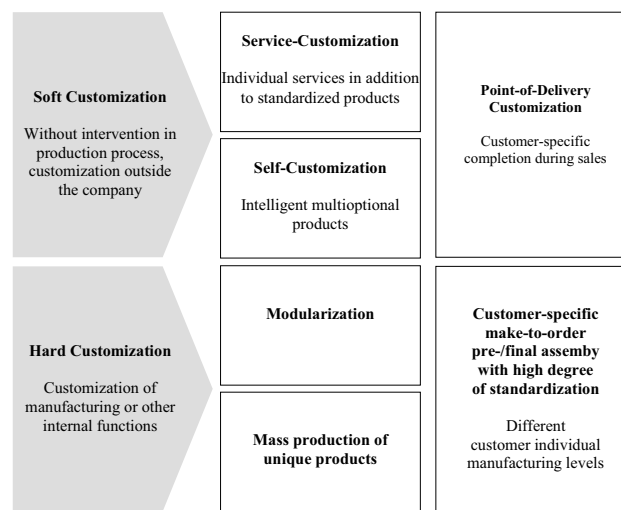 Soft Customization
Without intervention in
production process,
customization outside
the company
Service-Customization
Individual services in addition
to standardized products
Self-Customization
Intelligent multioptional
products
Point-of-Delivery
Customization
Customer-specific
completion during sales
Hard Customization
Customization of
manufacturing or other
internal functions
Modularization
Mass production of
unique products
Customer-specific
make-to-order
pre-/final assemby
with high degree
of standardization
Different
customer individual
manufacturing levels